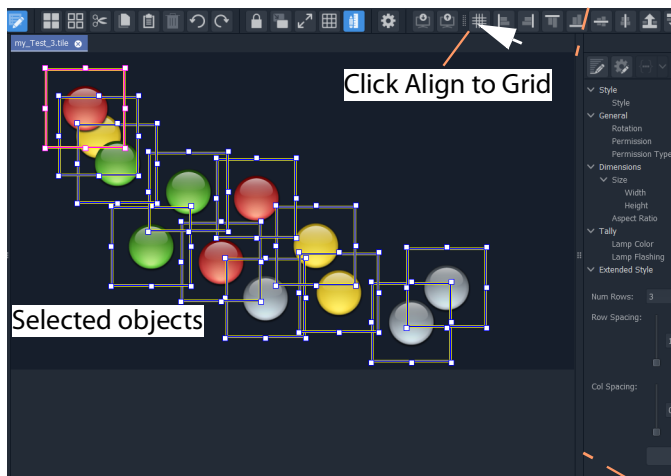 my_Test_3.tile
Click Align to Grid
Selected objects
Style
Style
General
Rotation
Permission
Permission Type
Dimensions
Size
Width
Height
Aspect Ratio
Tally
Lamp Color
Lamp Flashing
Extended Style
Num Rows: 3
Row Spacing:
Col Spacing: